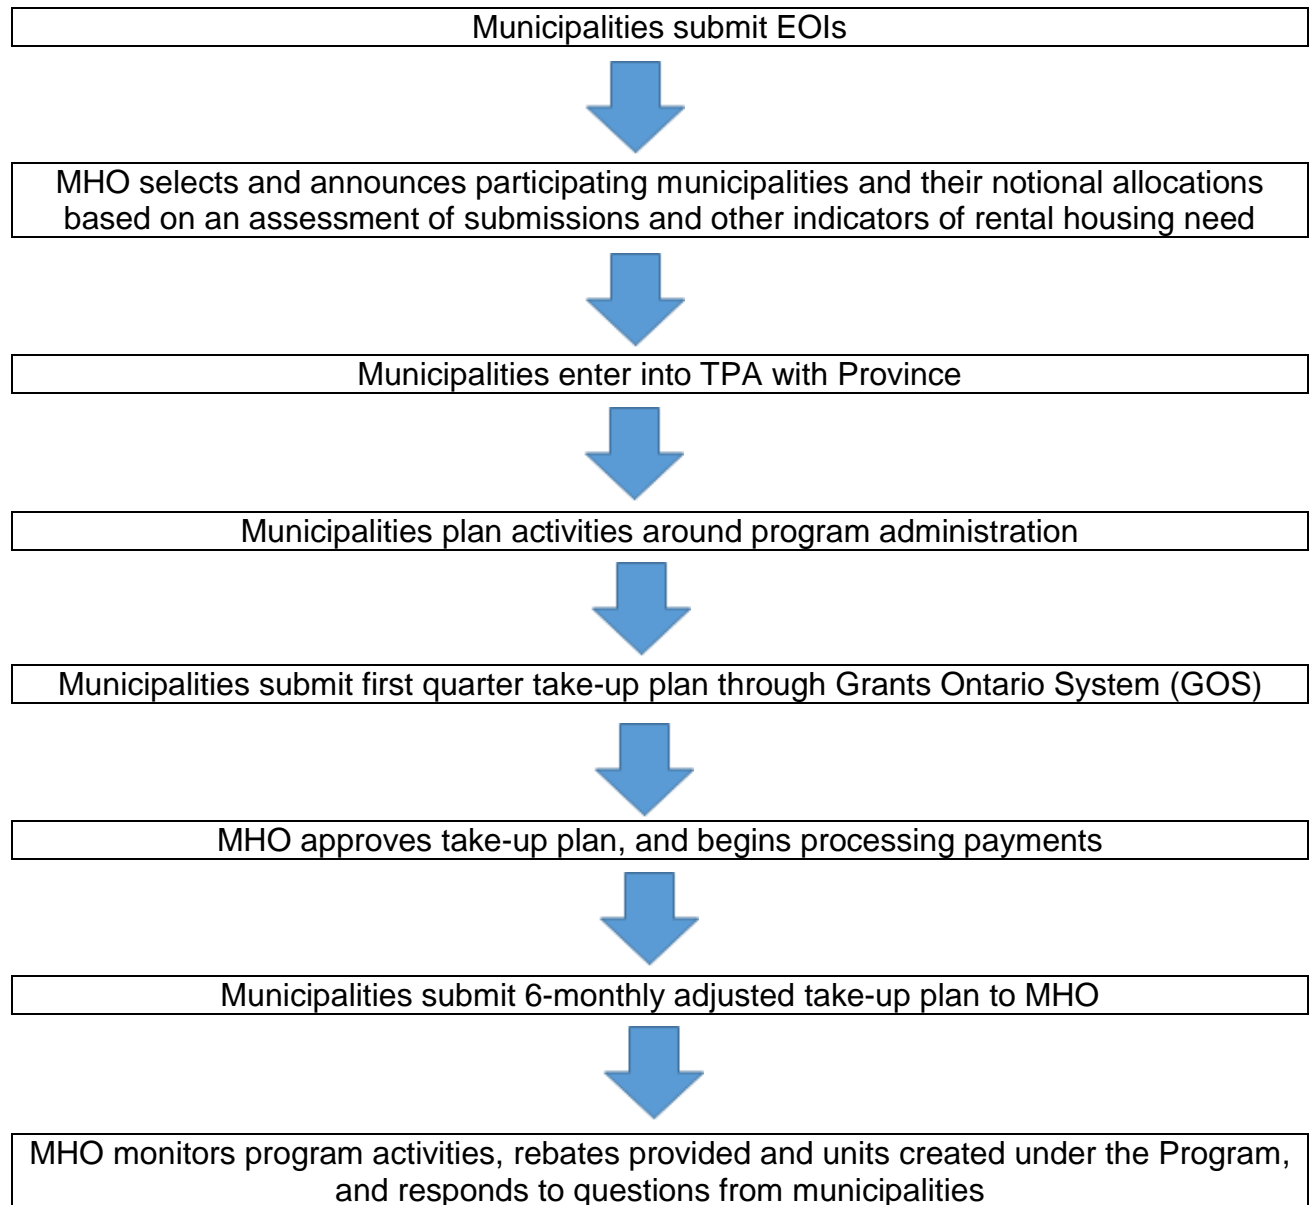 Municipalities submit EOIs
MHO selects and announces participating municipalities and their notional allocations
based on an assessment of submissions and other indicators of rental housing need
Municipalities enter into TPA with Province
Municipalities plan activities around program administration
Municipalities submit first quarter take-up plan through Grants Ontario System (GOS)
MHO approves take-up plan, and begins processing payments
Municipalities submit 6-monthly adjusted take-up plan to MHO
MHO monitors program activities, rebates provided and units created under the Program,
and responds to questions from municipalities